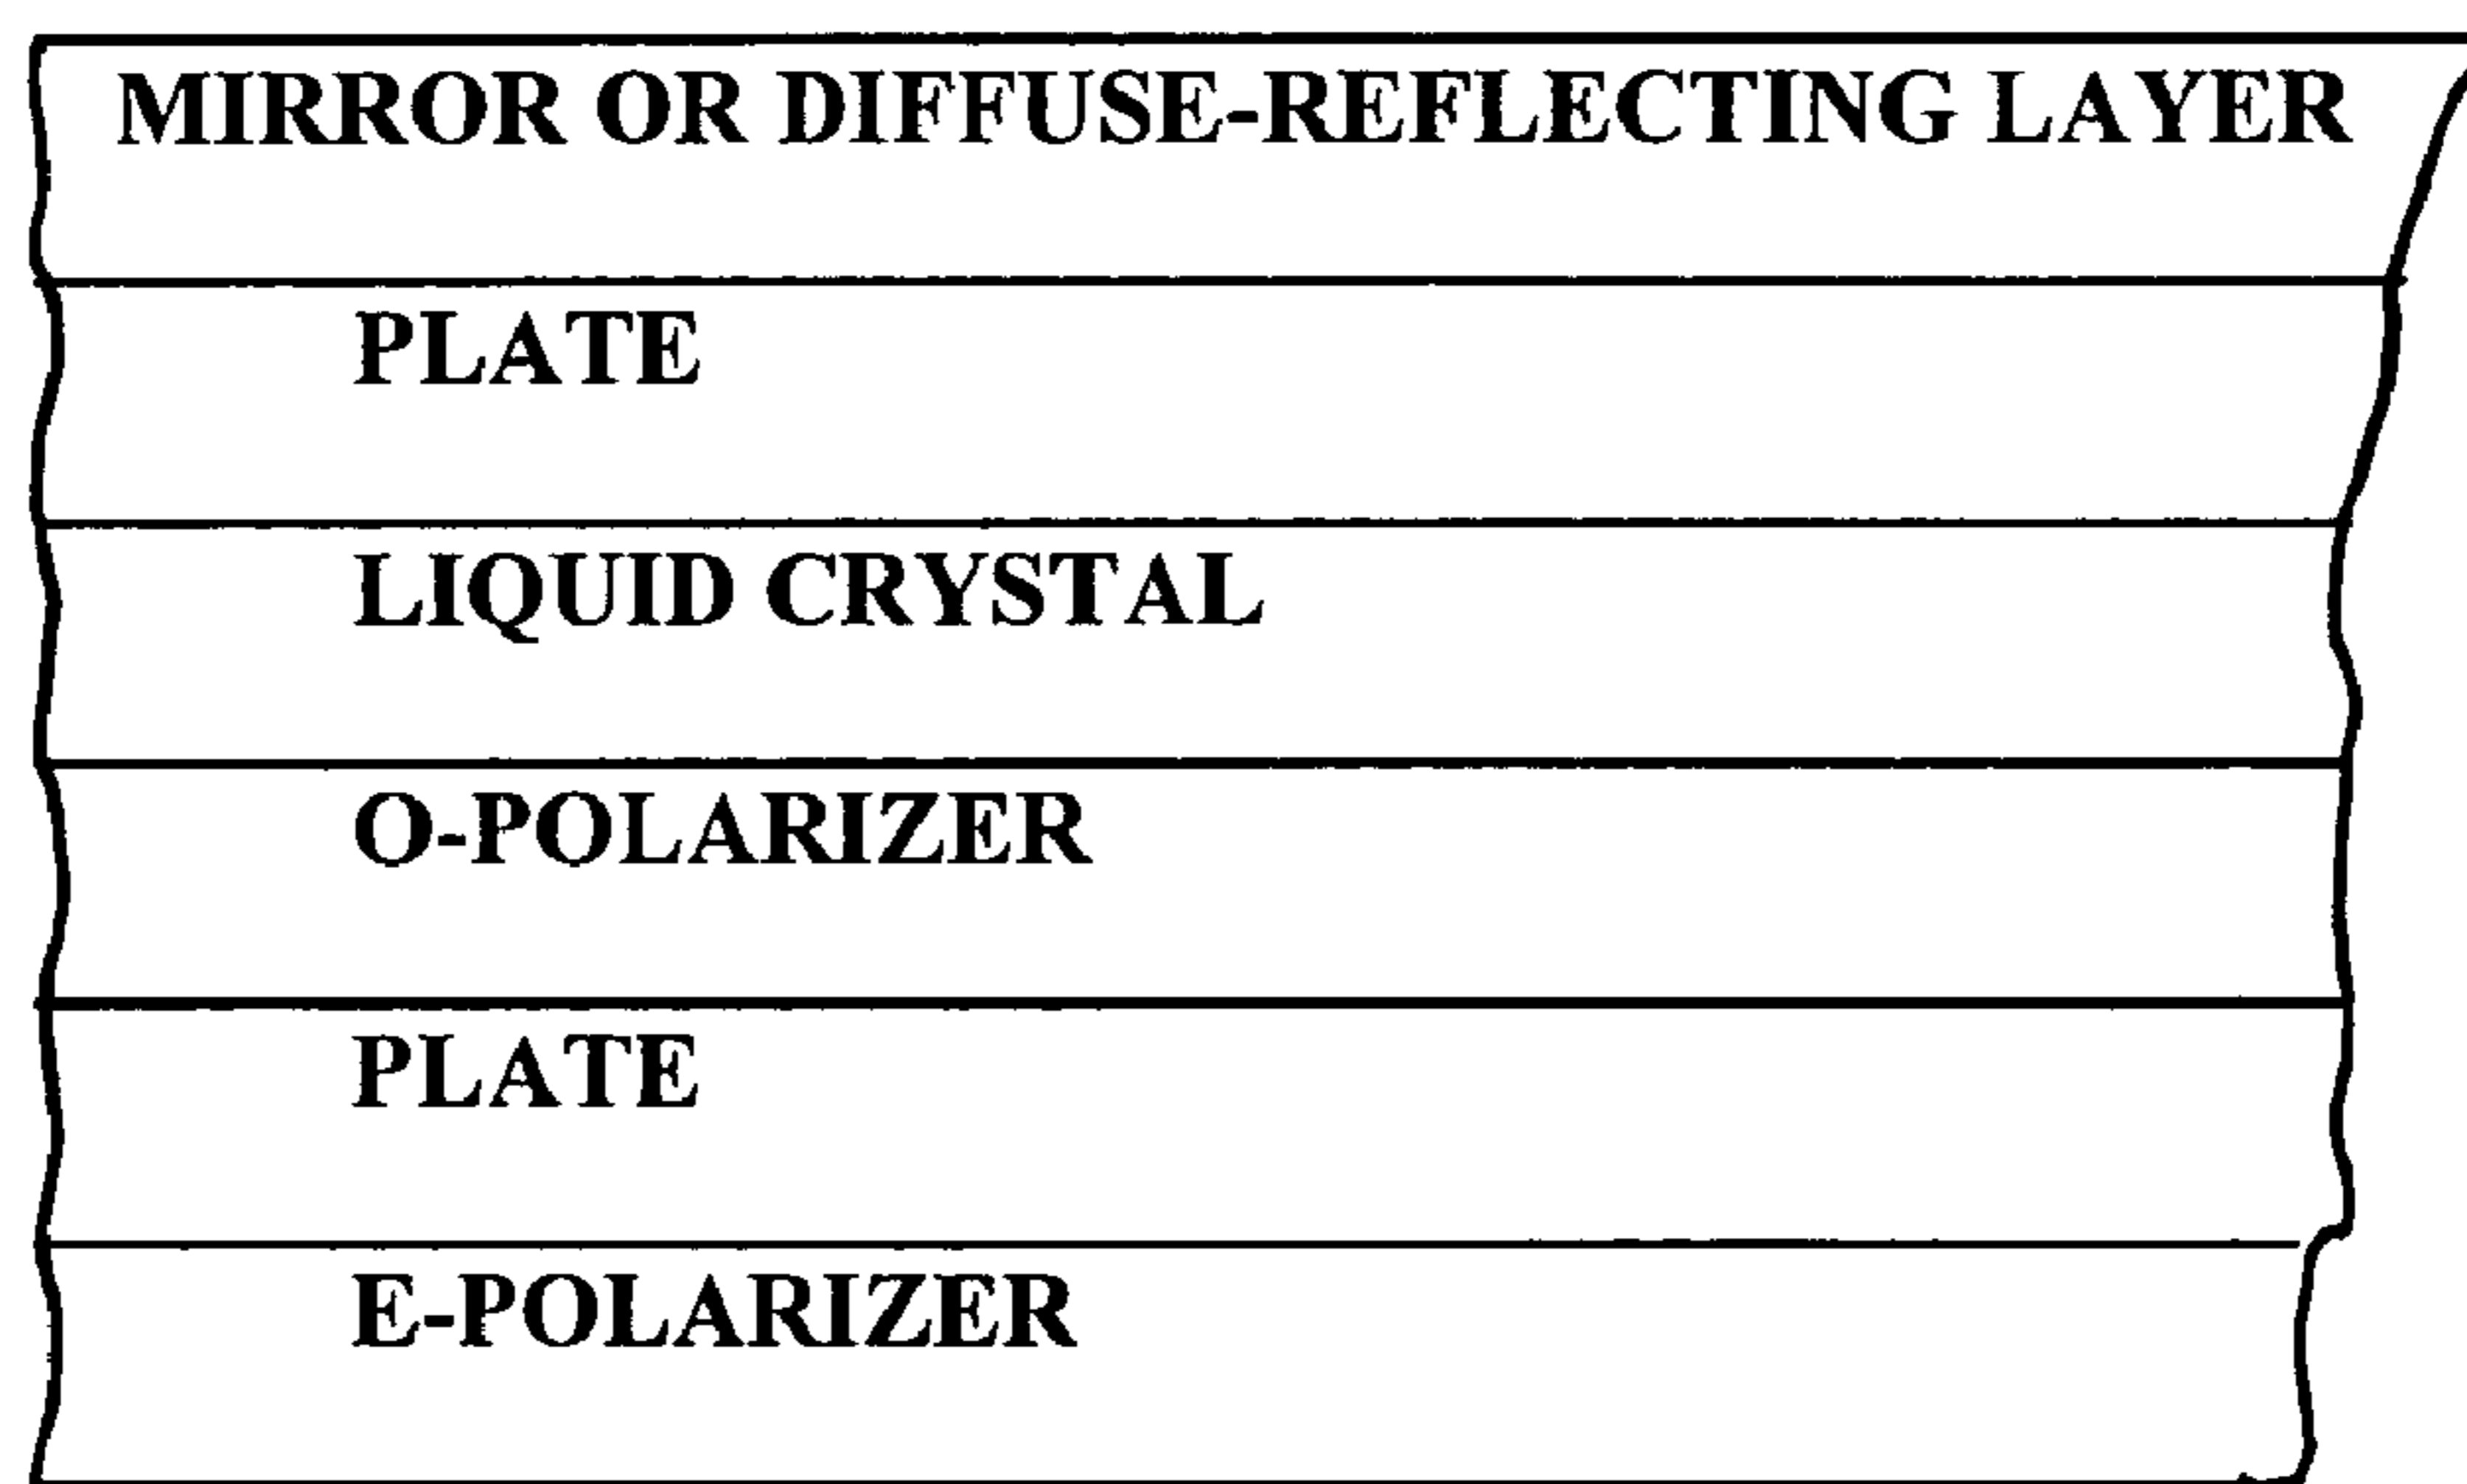 MIRROR OR DIFFUSE-REFLECTING LAYER
PLATE
LIQUID CRYSTAL
O-POLARIZER
PLATE
E-POLARIZER